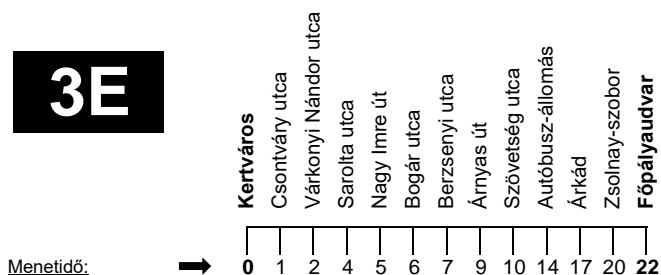 3E
Kertváros
Csontváry utca
Várkonyi Nándor utca
Sarolta utca
Nagy Imre út
Bogár utca
Berzsenyi utca
Árnyas út
Szövetség utca
Autóbusz-állomás
Árkád
Zsolnay-szobor
Főpályaudvar
Menetidő: 0 1 2 4 5 6 7 9 10 14 17 20 22